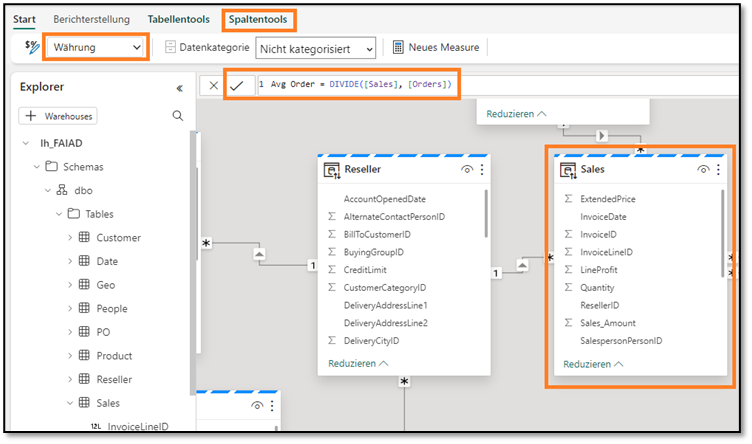 Start Berichterstellung Tabellentools Spaltentools
Währung Datenkategorie Nicht kategorisiert Neues Measure
Explorer
1 Avg Order = DIVIDE([Sales], [Orders])
+ Warehouses
Reduzieren
lh_FAIAD
Schemas
dbo
Tables
Customer
Date
Geo
People
PO
Product
Reseller
Sales
12L InvoiceLineID
*
1
Reseller
AccountOpenedDate
AlternateContactPersonID
BillToCustomerID
BuyingGroupID
CreditLimit
CustomerCategoryID
DeliveryAddressLine1
DeliveryAddressLine2
DeliveryCityID
Reduzieren
*
1
*
*
Sales
ExtendedPrice
InvoiceDate
InvoiceID
InvoiceLineID
LineProfit
Quantity
ResellerID
Sales_Amount
SalespersonPersonID
Reduzieren